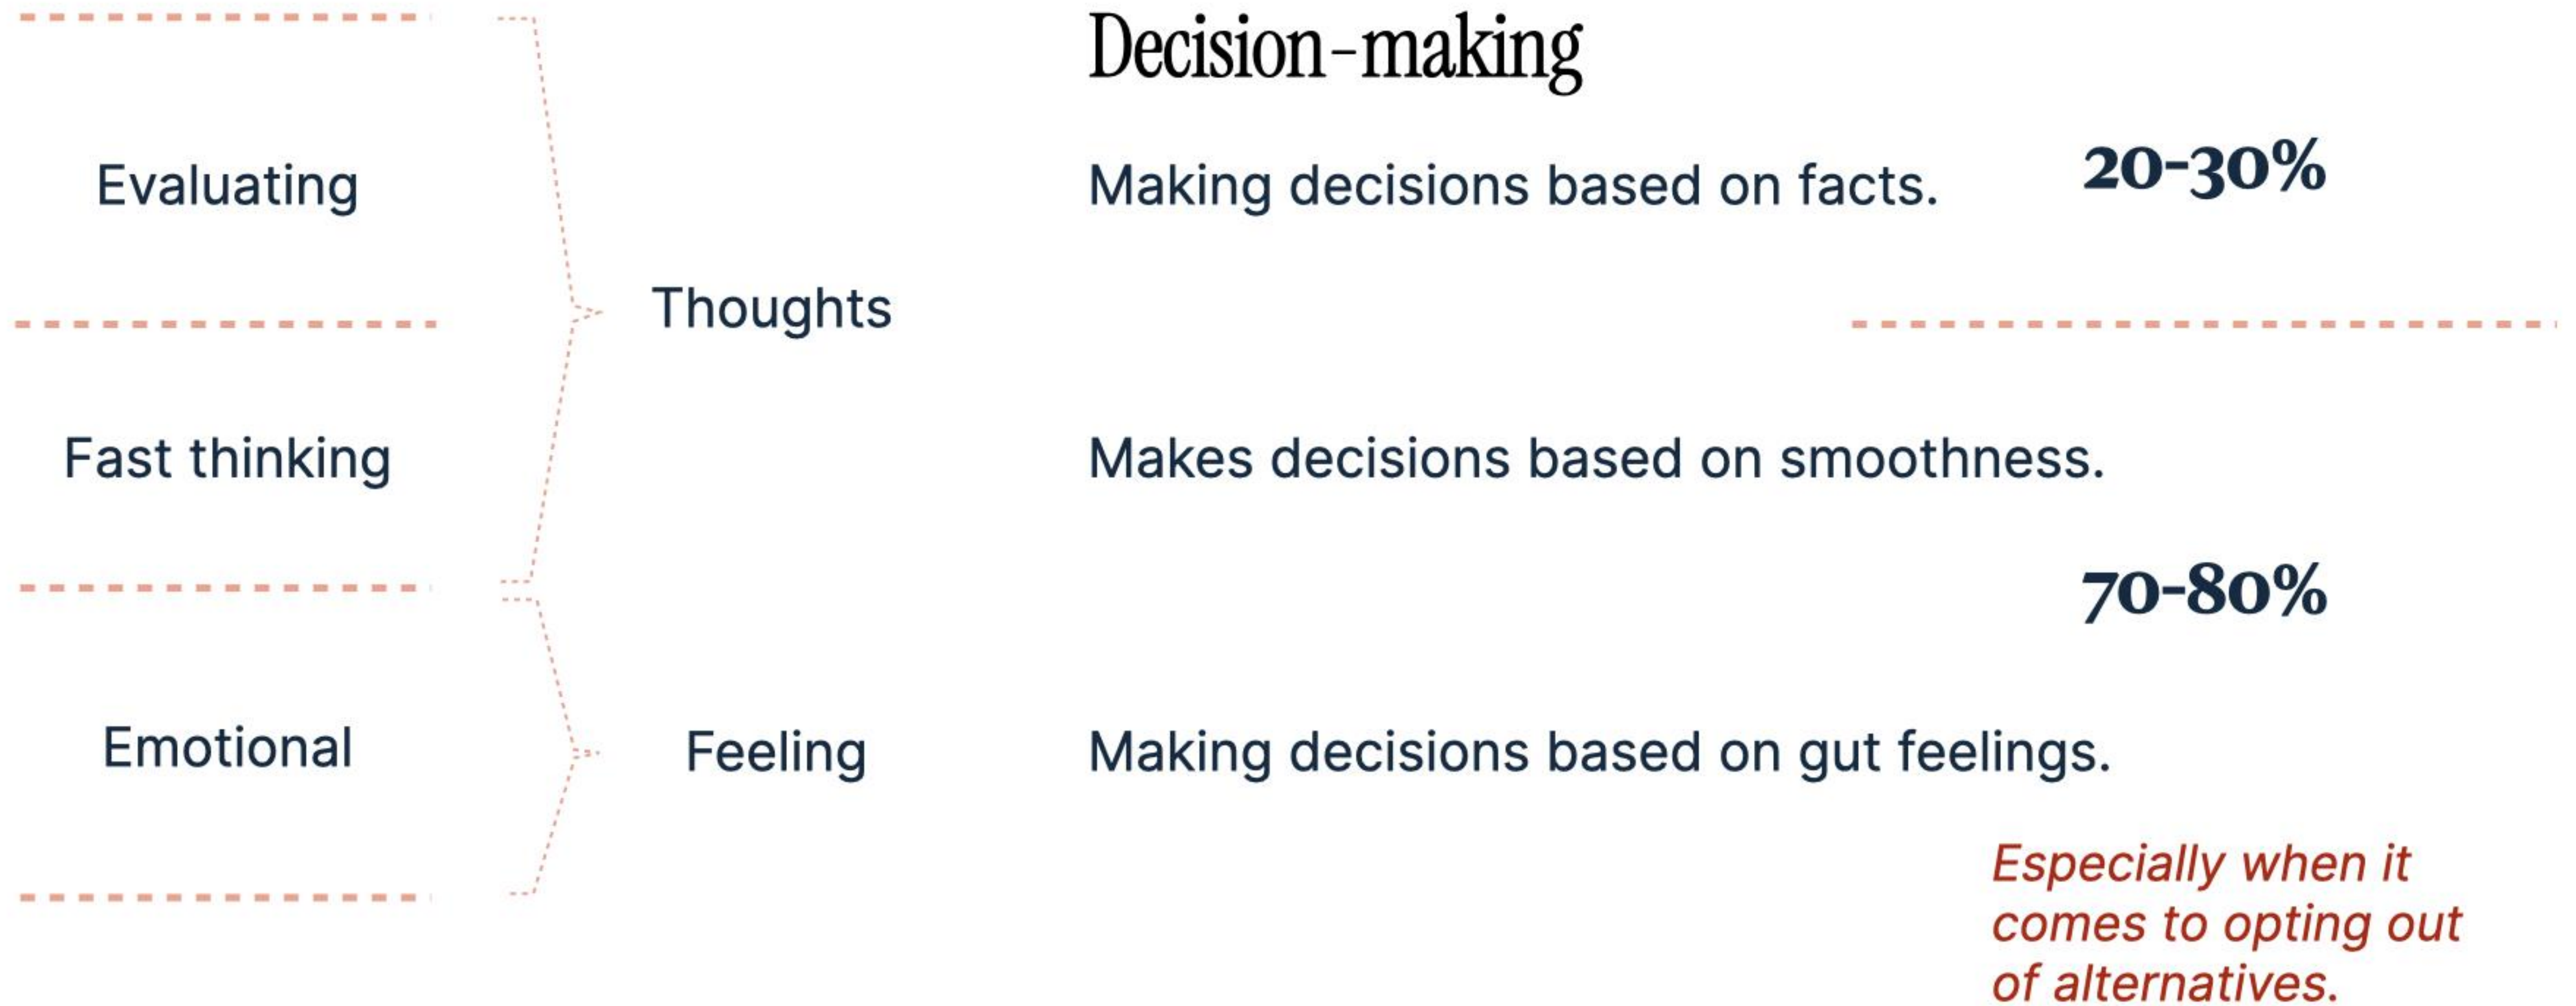 Decision-making
Evaluating
Making decisions based on facts.
20-30%
Thoughts
Fast thinking
Makes decisions based on smoothness.
70-80%
Emotional
Feeling
Making decisions based on gut feelings.
Especially when it
comes to opting out
of alternatives.